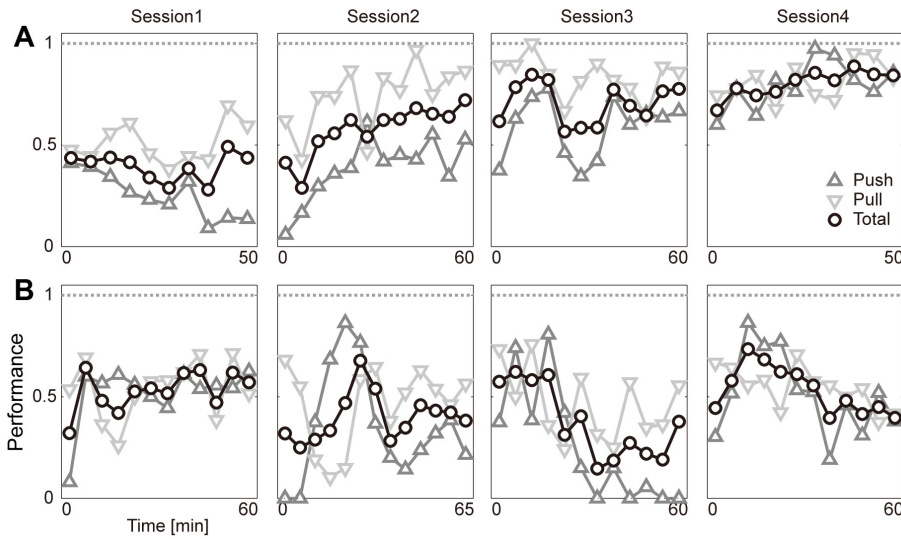 Session1 Session2 Session3 Session4
A
1
0.5
0
0 50 0 60 0 60 0 50
Push
Pull
Total
B
1
0.5
0
0 60 0 65 0 60 0 60
Performance
Time [min]